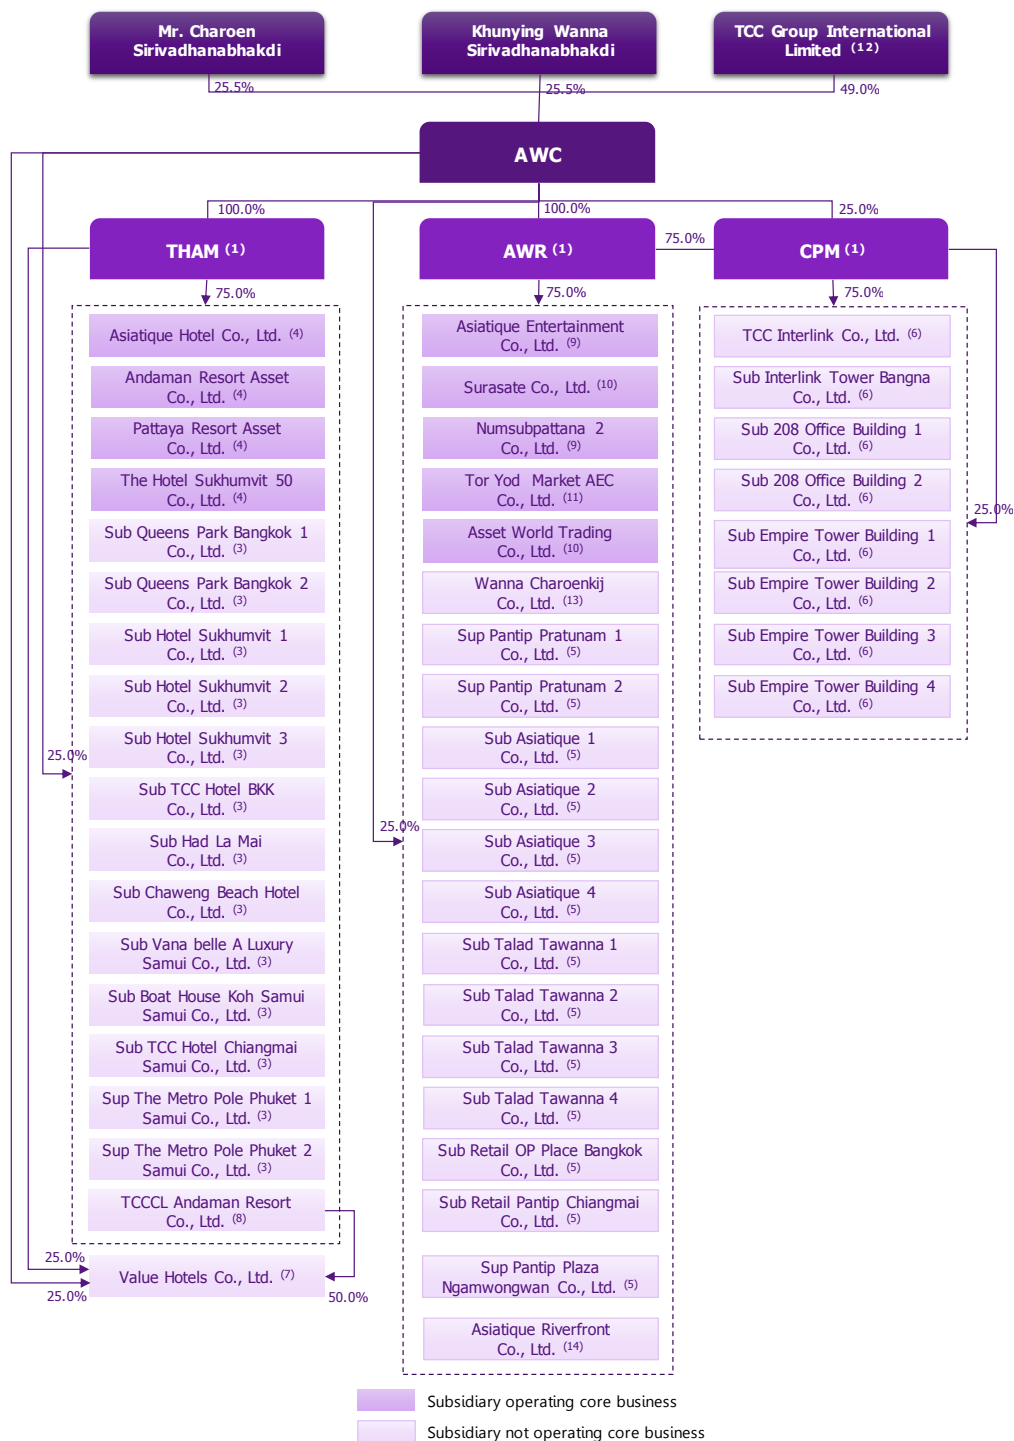 Mr. Charoen
Sirivadhanabhakdi
Khunying Wanna
Sirivadhanabhakdi
TCC Group International
Limited (12)
25.5%
25.5%
49.0%
AWC
100.0%
100.0%
25.0%
THAM (1)
AWR (1)
75.0%
CPM (1)
75.0%
75.0%
75.0%
Asiatique Hotel Co., Ltd. (4)
Andaman Resort Asset
Co., Ltd. (4)
Pattaya Resort Asset
Co., Ltd. (4)
The Hotel Sukhumvit 50
Co., Ltd. (4)
Sub Queens Park Bangkok 1
Co., Ltd. (3)
Sub Queens Park Bangkok 2
Co., Ltd. (3)
Sub Hotel Sukhumvit 1
Co., Ltd. (3)
Sub Hotel Sukhumvit 2
Co., Ltd. (3)
Sub Hotel Sukhumvit 3
Co., Ltd. (3)
25.0%
Sub TCC Hotel BKK
Co., Ltd. (3)
Sub Had La Mai
Co., Ltd. (3)
Sub Chaweng Beach Hotel
Co., Ltd. (3)
Sub Vana belle A Luxury
Samui Co., Ltd. (3)
Sub Boat House Koh Samui
Samui Co., Ltd. (3)
Sub TCC Hotel Chiangmai
Samui Co., Ltd. (3)
Sup The Metro Pole Phuket 1
Samui Co., Ltd. (3)
Sup The Metro Pole Phuket 2
Samui Co., Ltd. (3)
TCCCL Andaman Resort
Co., Ltd. (8)
25.0%
Value Hotels Co., Ltd. (7)
25.0%
50.0%
Asiatique Entertainment
Co., Ltd. (9)
Surasate Co., Ltd. (10)
Numsubpattana 2
Co., Ltd. (9)
Tor Yod Market AEC
Co., Ltd. (11)
Asset World Trading
Co., Ltd. (10)
Wanna Charoenkij
Co., Ltd. (13)
Sup Pantip Pratunam 1
Co., Ltd. (5)
Sup Pantip Pratunam 2
Co., Ltd. (5)
Sub Asiatique 1
Co., Ltd. (5)
Sub Asiatique 2
Co., Ltd. (5)
25.0%
Sub Asiatique 3
Co., Ltd. (5)
Sub Asiatique 4
Co., Ltd. (5)
Sub Talad Tawanna 1
Co., Ltd. (5)
Sub Talad Tawanna 2
Co., Ltd. (5)
Sub Talad Tawanna 3
Co., Ltd. (5)
Sub Talad Tawanna 4
Co., Ltd. (5)
Sub Retail OP Place Bangkok
Co., Ltd. (5)
Sub Retail Pantip Chiangmai
Co., Ltd. (5)
Sup Pantip Plaza
Ngamwongwan Co., Ltd. (5)
Asiatique Riverfront
Co., Ltd. (14)
TCC Interlink Co., Ltd. (6)
Sub Interlink Tower Bangna
Co., Ltd. (6)
Sub 208 Office Building 1
Co., Ltd. (6)
Sub 208 Office Building 2
Co., Ltd. (6)
25.0%
Sub Empire Tower Building 1
Co., Ltd. (6)
Sub Empire Tower Building 2
Co., Ltd. (6)
Sub Empire Tower Building 3
Co., Ltd. (6)
Sub Empire Tower Building 4
Co., Ltd. (6)
Subsidiary operating core business
Subsidiary not operating core business